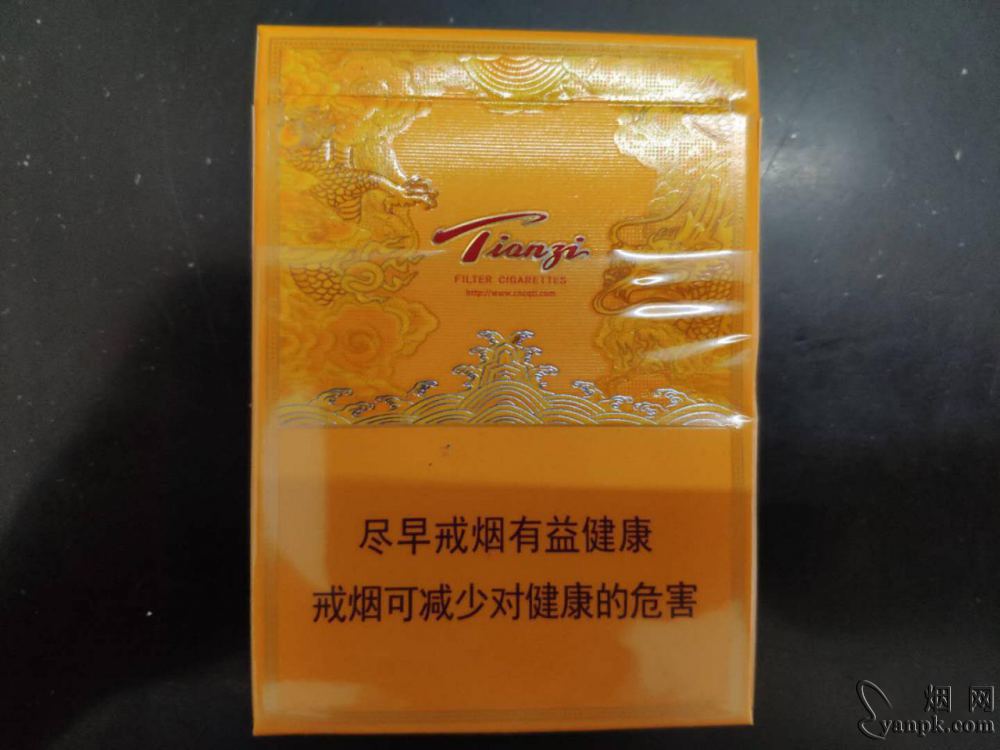 Tianzi
FILTER CIGARETTES
http://www.cncqti.com
尽早戒烟有益健康
戒烟可减少对健康的危害
烟网
yanpk.com